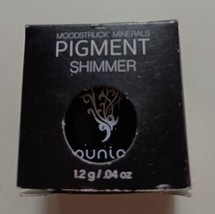 MOODSTRUCK MINERALS
PIGMENT
SHIMMER
1.2 g / .04 oz